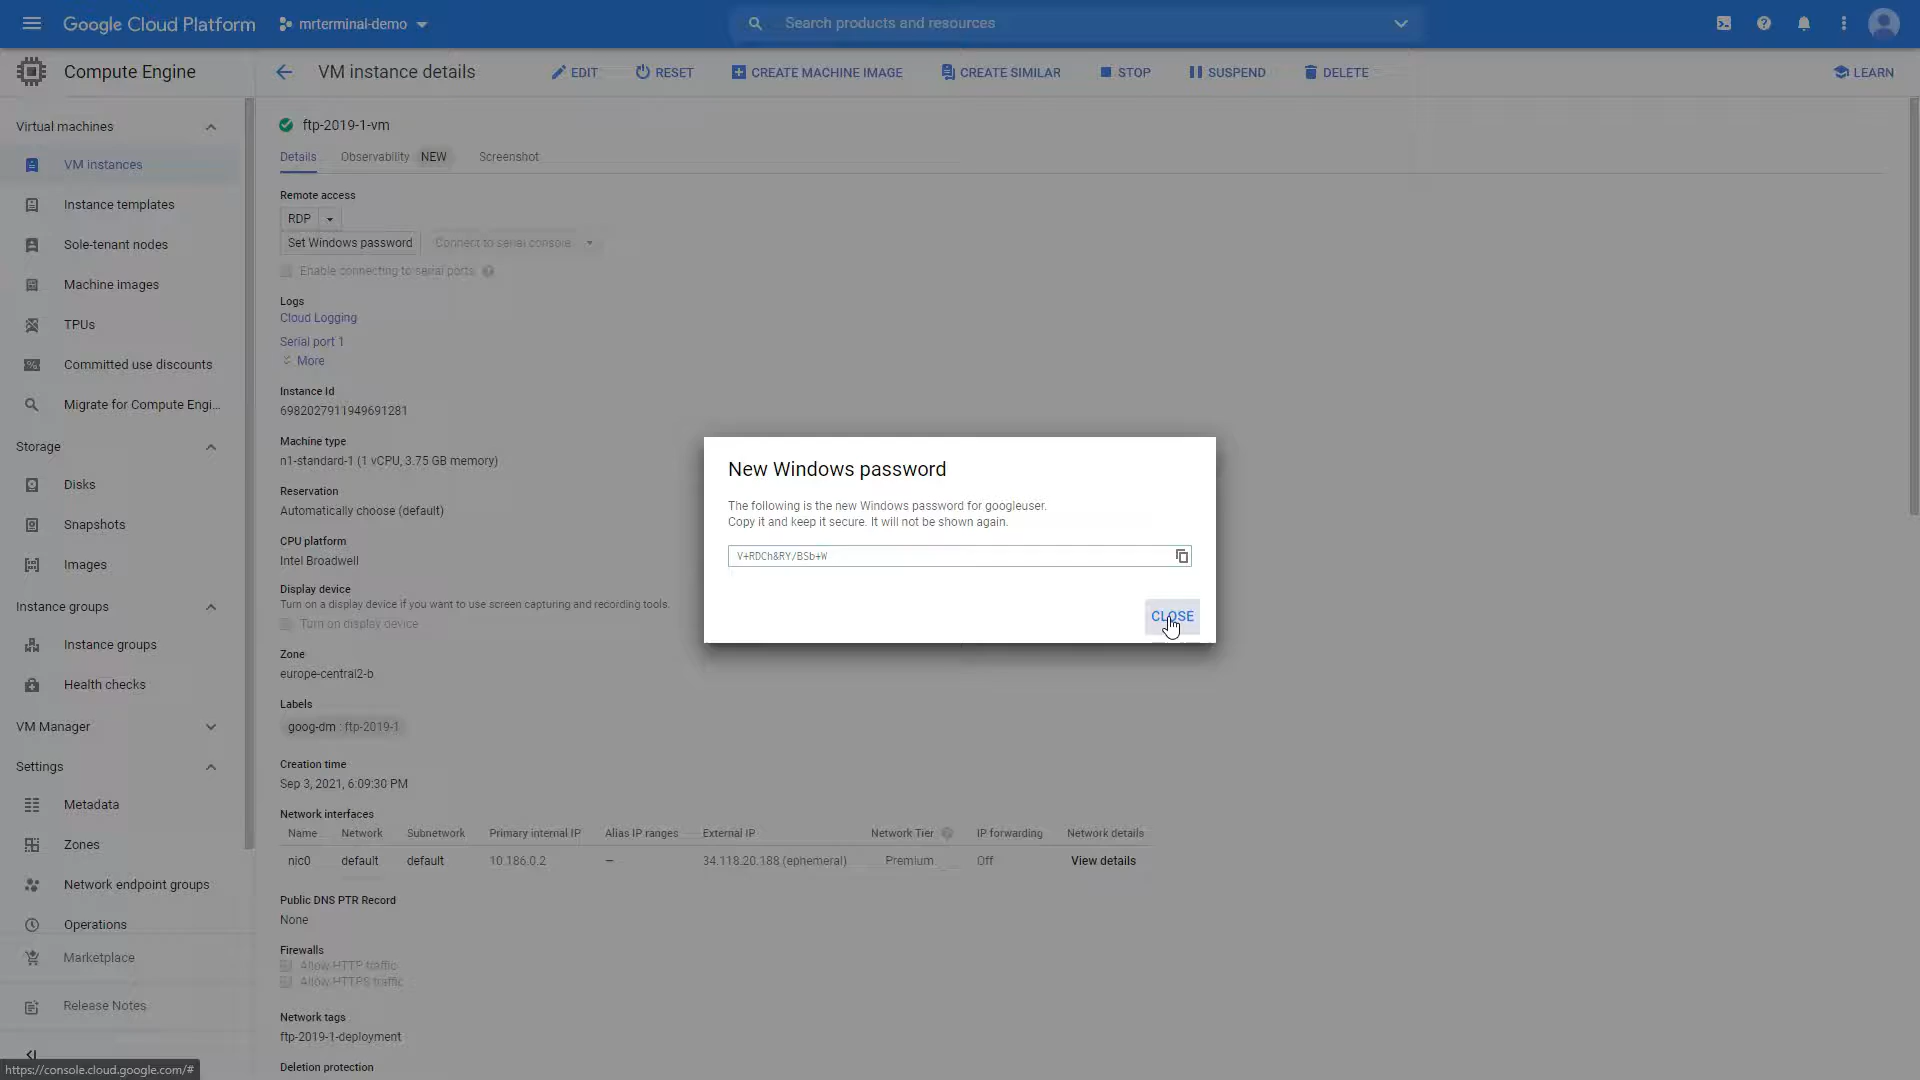 Google Cloud Platform
mrterminal-demo
Search products and resources
Compute Engine
VM instance details
EDIT
RESET
CREATE MACHINE IMAGE
CREATE SIMILAR
STOP
SUSPEND
DELETE
LEARN
Virtual machines
VM instances
Instance templates
Sole-tenant nodes
Machine images
TPUs
Committed use discounts
Migrate for Compute Engi...
Storage
Disks
Snapshots
Images
Instance groups
Instance groups
Health checks
VM Manager
Settings
Metadata
Zones
Network endpoint groups
Operations
Marketplace
Release Notes
ftp-2019-1-vm
Details Observability NEW Screenshot
Remote access
RDP
Set Windows password Connect to serial console
Enable connecting to serial ports
Logs
Cloud Logging
Serial port 1
More
Instance Id
6982027911949691281
Machine type
n1-standard-1 (1 vCPU, 3.75 GB memory)
Reservation
Automatically choose (default)
CPU platform
Intel Broadwell
Display device
Turn on a display device if you want to use screen capturing and recording tools.
Turn on display device
Zone
europe-central2-b
Labels
goog-dm : ftp-2019-1
Creation time
Sep 3, 2021, 6:09:30 PM
Network interfaces
Name Network Subnetwork Primary internal IP Alias IP ranges External IP Network Tier IP forwarding Network details
nic0 default default 10.186.0.2 — 34.118.20.188 (ephemeral) Premium Off View details
Public DNS PTR Record
None
Firewalls
Allow HTTP traffic
Allow HTTPS traffic
Network tags
ftp-2019-1-deployment
Deletion protection
New Windows password
The following is the new Windows password for googleuser.
Copy it and keep it secure. It will not be shown again.
V+RDCh&RY/BSb+W
CLOSE
https://console.cloud.google.com/#